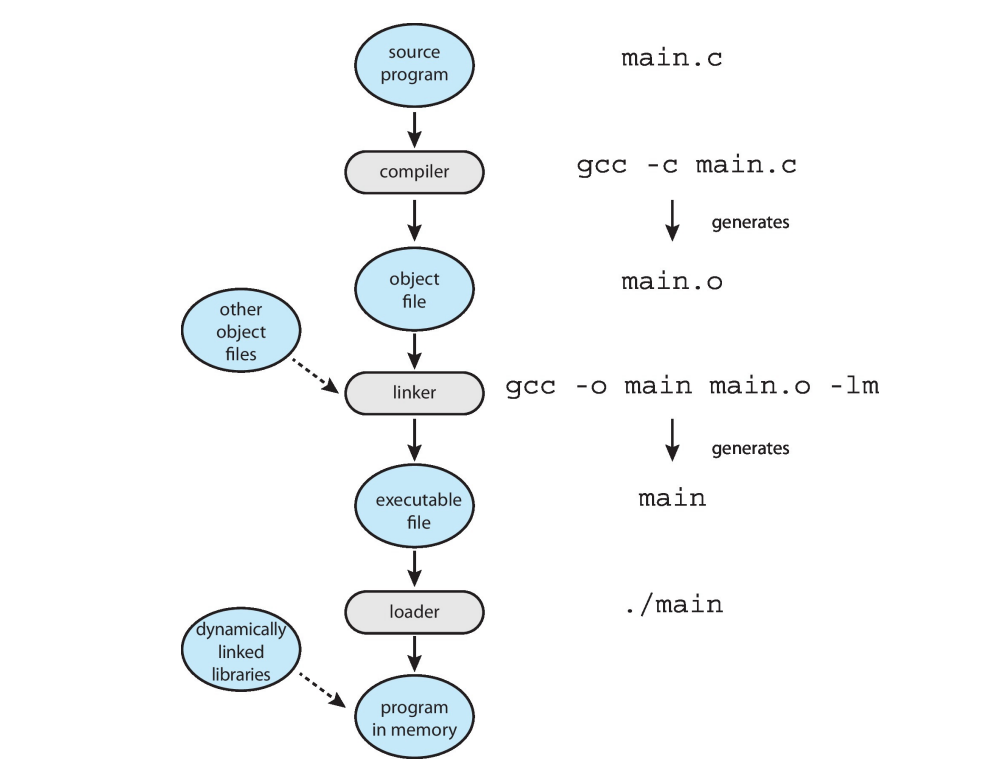 source
program
main.c
compiler
gcc -c main.c
generates
object
file
main.o
other
object
files
linker
gcc -o main main.o -lm
generates
executable
file
main
loader
./main
dynamically
linked
libraries
program
in memory